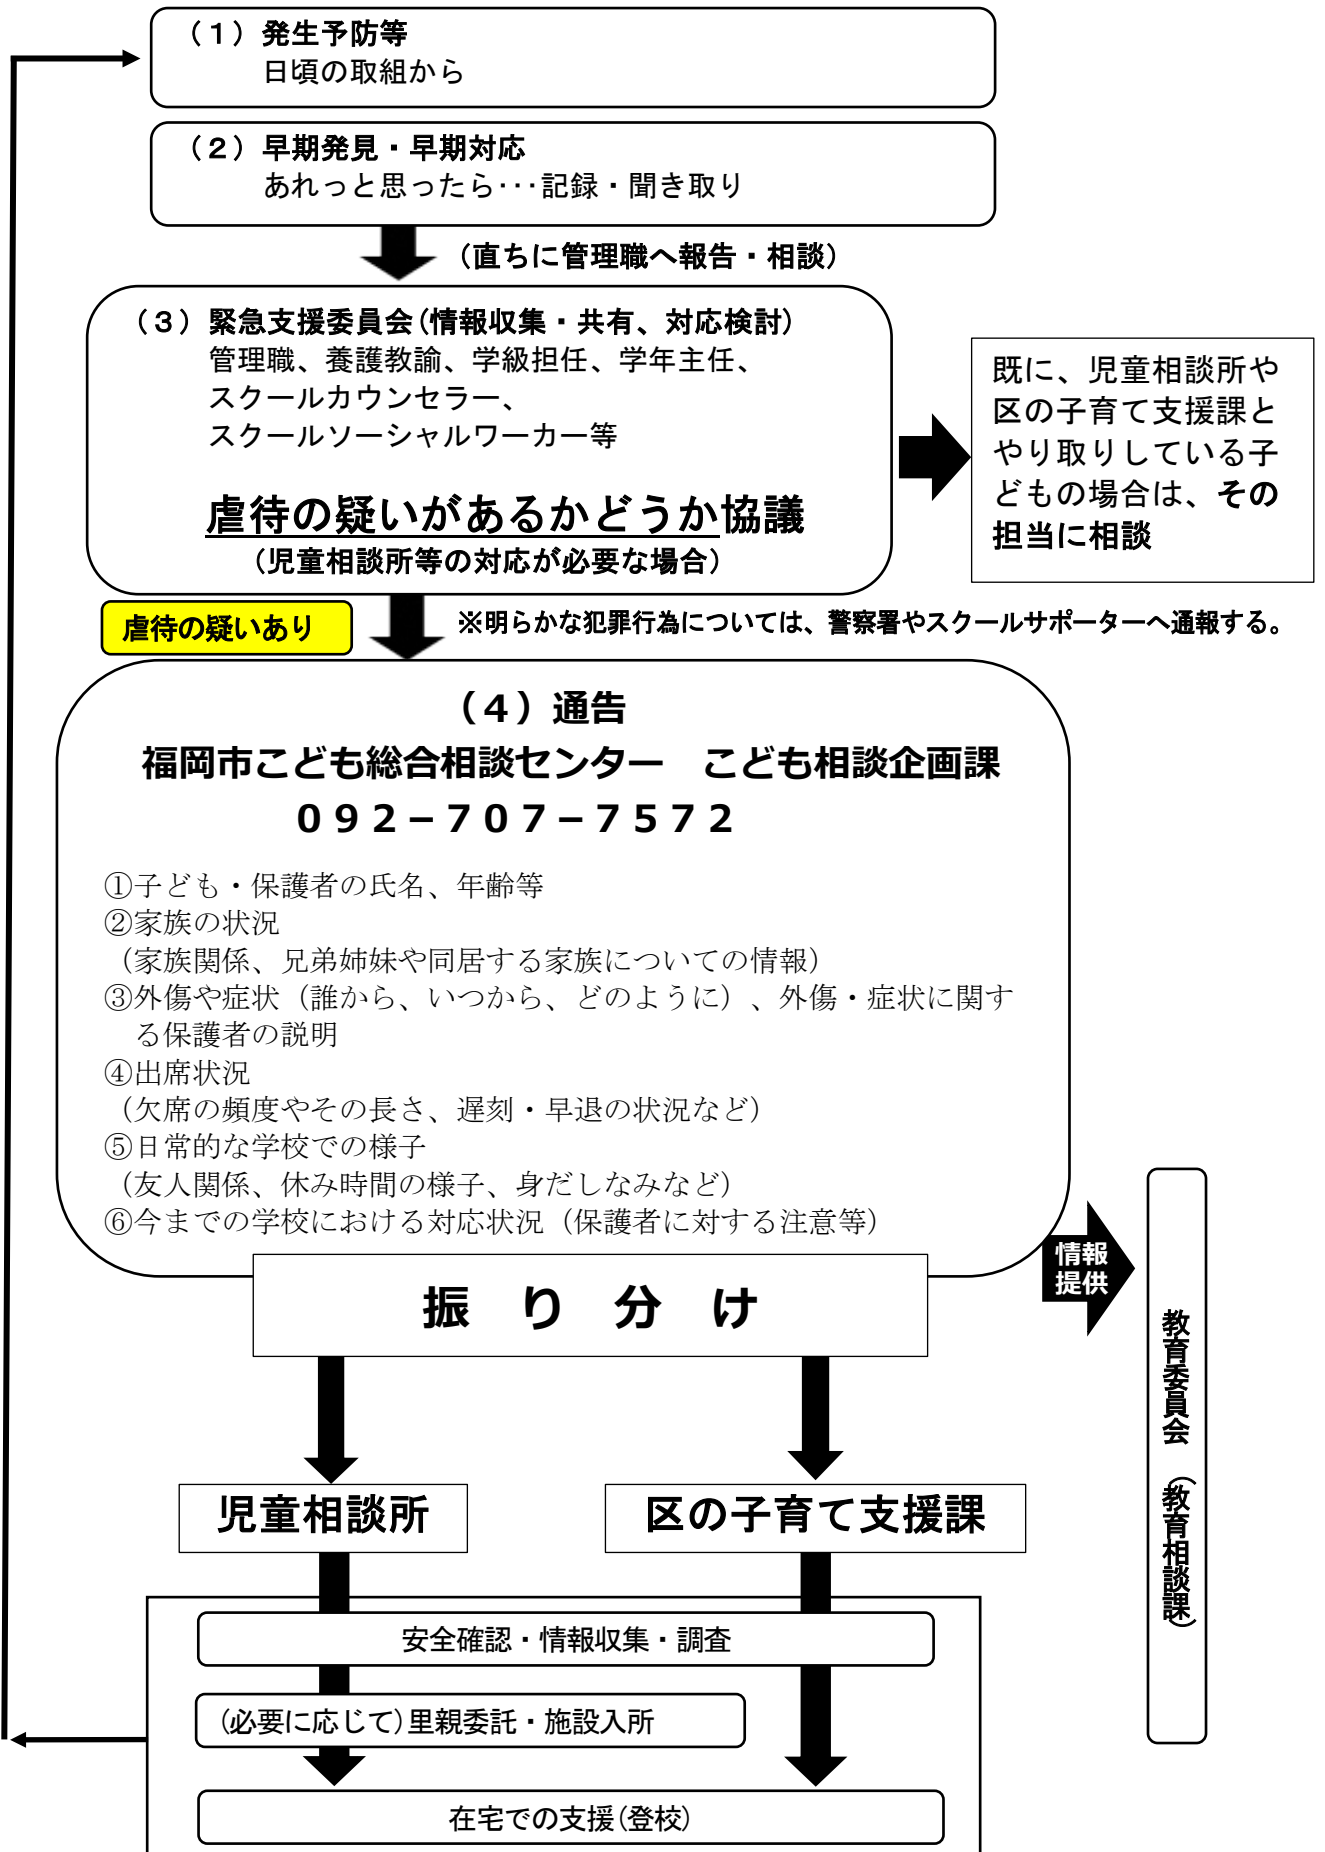 （１）発生予防等
日頃の取組から
（２）早期発見・早期対応
あれっと思ったら･･･記録・聞き取り
（直ちに管理職へ報告・相談）
（３）緊急支援委員会(情報収集・共有、対応検討)
管理職、養護教諭、学級担任、学年主任、
スクールカウンセラー、
スクールソーシャルワーカー等
虐待の疑いがあるかどうか協議
（児童相談所等の対応が必要な場合）
既に、児童相談所や
区の子育て支援課と
やり取りしている子
どもの場合は、その
担当に相談
虐待の疑いあり
※明らかな犯罪行為については、警察署やスクールサポーターへ通報する。
（４）通告
福岡市こども総合相談センター　こども相談企画課
０９２－７０７－７５７２
①子ども・保護者の氏名、年齢等
②家族の状況
（家族関係、兄弟姉妹や同居する家族についての情報）
③外傷や症状（誰から、いつから、どのように）、外傷・症状に関す
る保護者の説明
④出席状況
（欠席の頻度やその長さ、遅刻・早退の状況など）
⑤日常的な学校での様子
（友人関係、休み時間の様子、身だしなみなど）
⑥今までの学校における対応状況（保護者に対する注意等）
情報
提供
教育委員会（教育相談課）
振り分け
児童相談所
区の子育て支援課
安全確認・情報収集・調査
(必要に応じて)里親委託・施設入所
在宅での支援(登校)